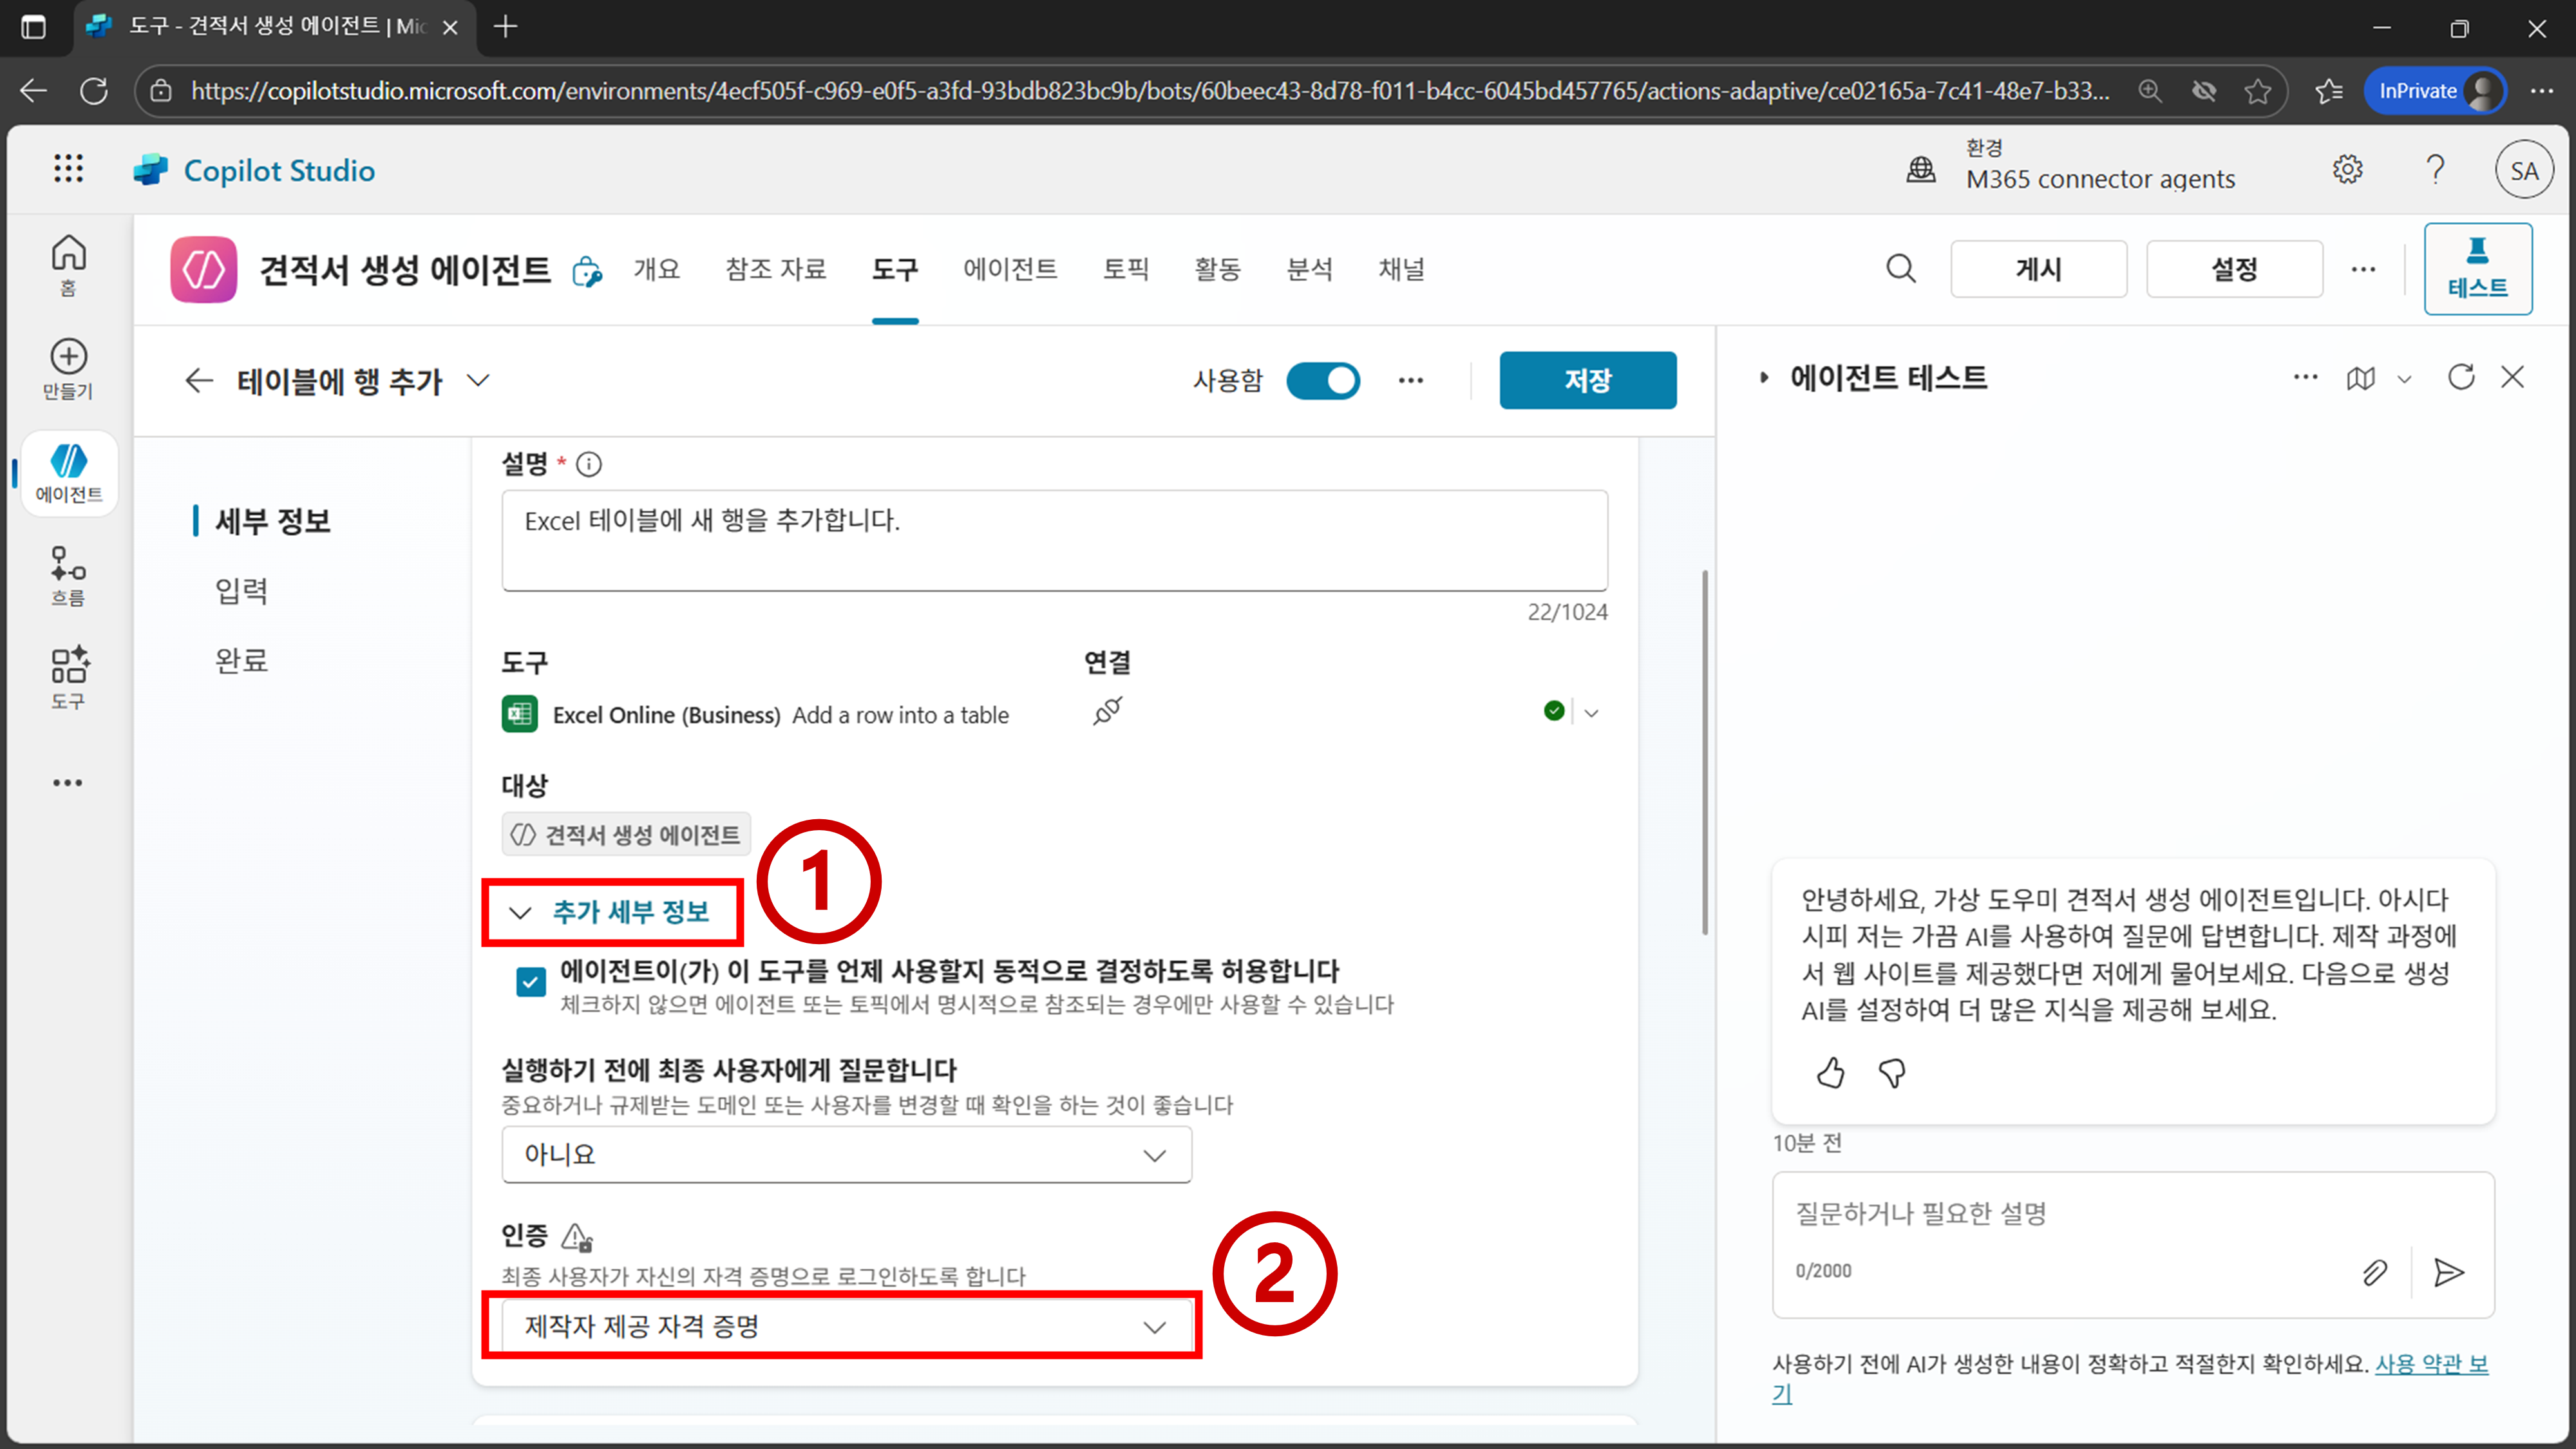 도구 - 견적서 생성 에이전트 | Mic
https://copilotstudio.microsoft.com/environments/4ecf505f-c969-e0f5-a3fd-93bdb823bc9b/bots/60beec43-8d78-f011-b4cc-6045bd457765/actions-adaptive/ce02165a-7c41-48e7-b33...
InPrivate
Copilot Studio
환경
M365 connector agents
SA
홈
만들기
에이전트
흐름
도구
견적서 생성 에이전트
개요
참조 자료
도구
에이전트
토픽
활동
분석
채널
게시
설정
테스트
테이블에 행 추가
사용함
저장
세부 정보
입력
완료
설명 *
Excel 테이블에 새 행을 추가합니다.
22/1024
도구
연결
Excel Online (Business) Add a row into a table
대상
견적서 생성 에이전트
1
추가 세부 정보
에이전트이(가) 이 도구를 언제 사용할지 동적으로 결정하도록 허용합니다
체크하지 않으면 에이전트 또는 토픽에서 명시적으로 참조되는 경우에만 사용할 수 있습니다
실행하기 전에 최종 사용자에게 질문합니다
중요하거나 규제받는 도메인 또는 사용자를 변경할 때 확인을 하는 것이 좋습니다
아니요
인증
최종 사용자가 자신의 자격 증명으로 로그인하도록 합니다
2
제작자 제공 자격 증명
에이전트 테스트
안녕하세요, 가상 도우미 견적서 생성 에이전트입니다. 아시다
시피 저는 가끔 AI를 사용하여 질문에 답변합니다. 제작 과정에
서 웹 사이트를 제공했다면 저에게 물어보세요. 다음으로 생성
AI를 설정하여 더 많은 지식을 제공해 보세요.
10분 전
질문하거나 필요한 설명
0/2000
사용하기 전에 AI가 생성한 내용이 정확하고 적절한지 확인하세요. 사용 약관 보
기